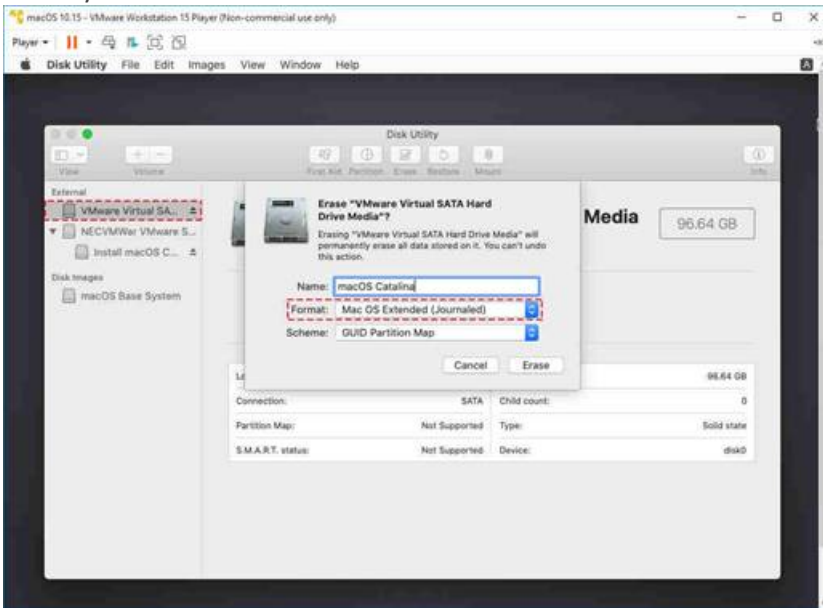 macOS 10.15 - VMware Workstation 15 Player (Non-commercial use only)
Player
Disk Utility File Edit Images View Window Help
Disk Utility
View Volume First Aid Partition Erase Restore Mount Info
External
VMware Virtual SA...
NECVMWar VMware S...
Install macOS C...
Disk Images
macOS Base System
Erase "VMware Virtual SATA Hard
Drive Media"?
Erasing "VMware Virtual SATA Hard Drive Media" will
permanently erase all data stored on it. You can't undo
this action.
Name: macOS Catalina
Format: Mac OS Extended (Journaled)
Scheme: GUID Partition Map
Cancel Erase
Media
96.64 GB
96.64 GB
Connection: SATA Child count: 0
Partition Map: Not Supported Type: Solid state
S.M.A.R.T. status: Not Supported Device: disk0